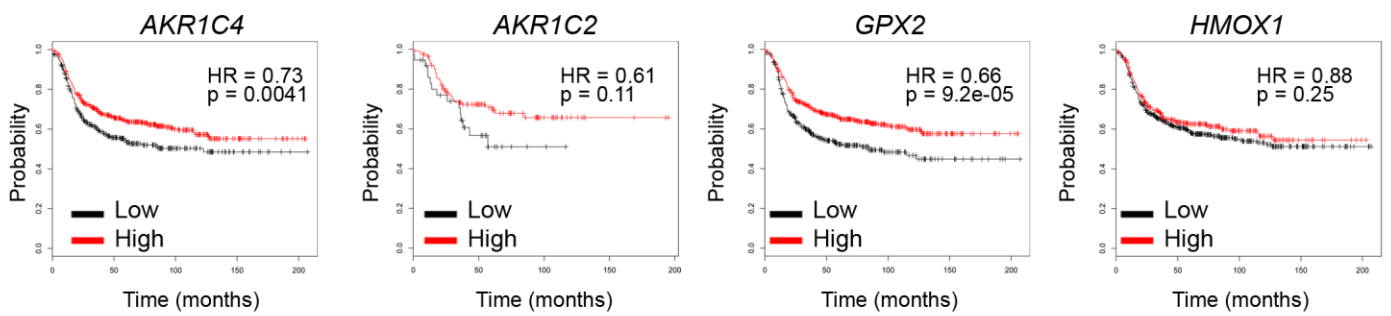 AKR1C4
HR = 0.73
p = 0.0041
Probability
1.0
0.8
0.6
0.4
0.2
0.0
Low
High
0 50 100 150 200
Time (months)
AKR1C2
HR = 0.61
p = 0.11
Probability
1.0
0.8
0.6
0.4
0.2
0.0
Low
High
0 50 100 150 200
Time (months)
GPX2
HR = 0.66
p = 9.2e-05
Probability
1.0
0.8
0.6
0.4
0.2
0.0
Low
High
0 50 100 150 200
Time (months)
HMOX1
HR = 0.88
p = 0.25
Probability
1.0
0.8
0.6
0.4
0.2
0.0
Low
High
0 50 100 150 200
Time (months)